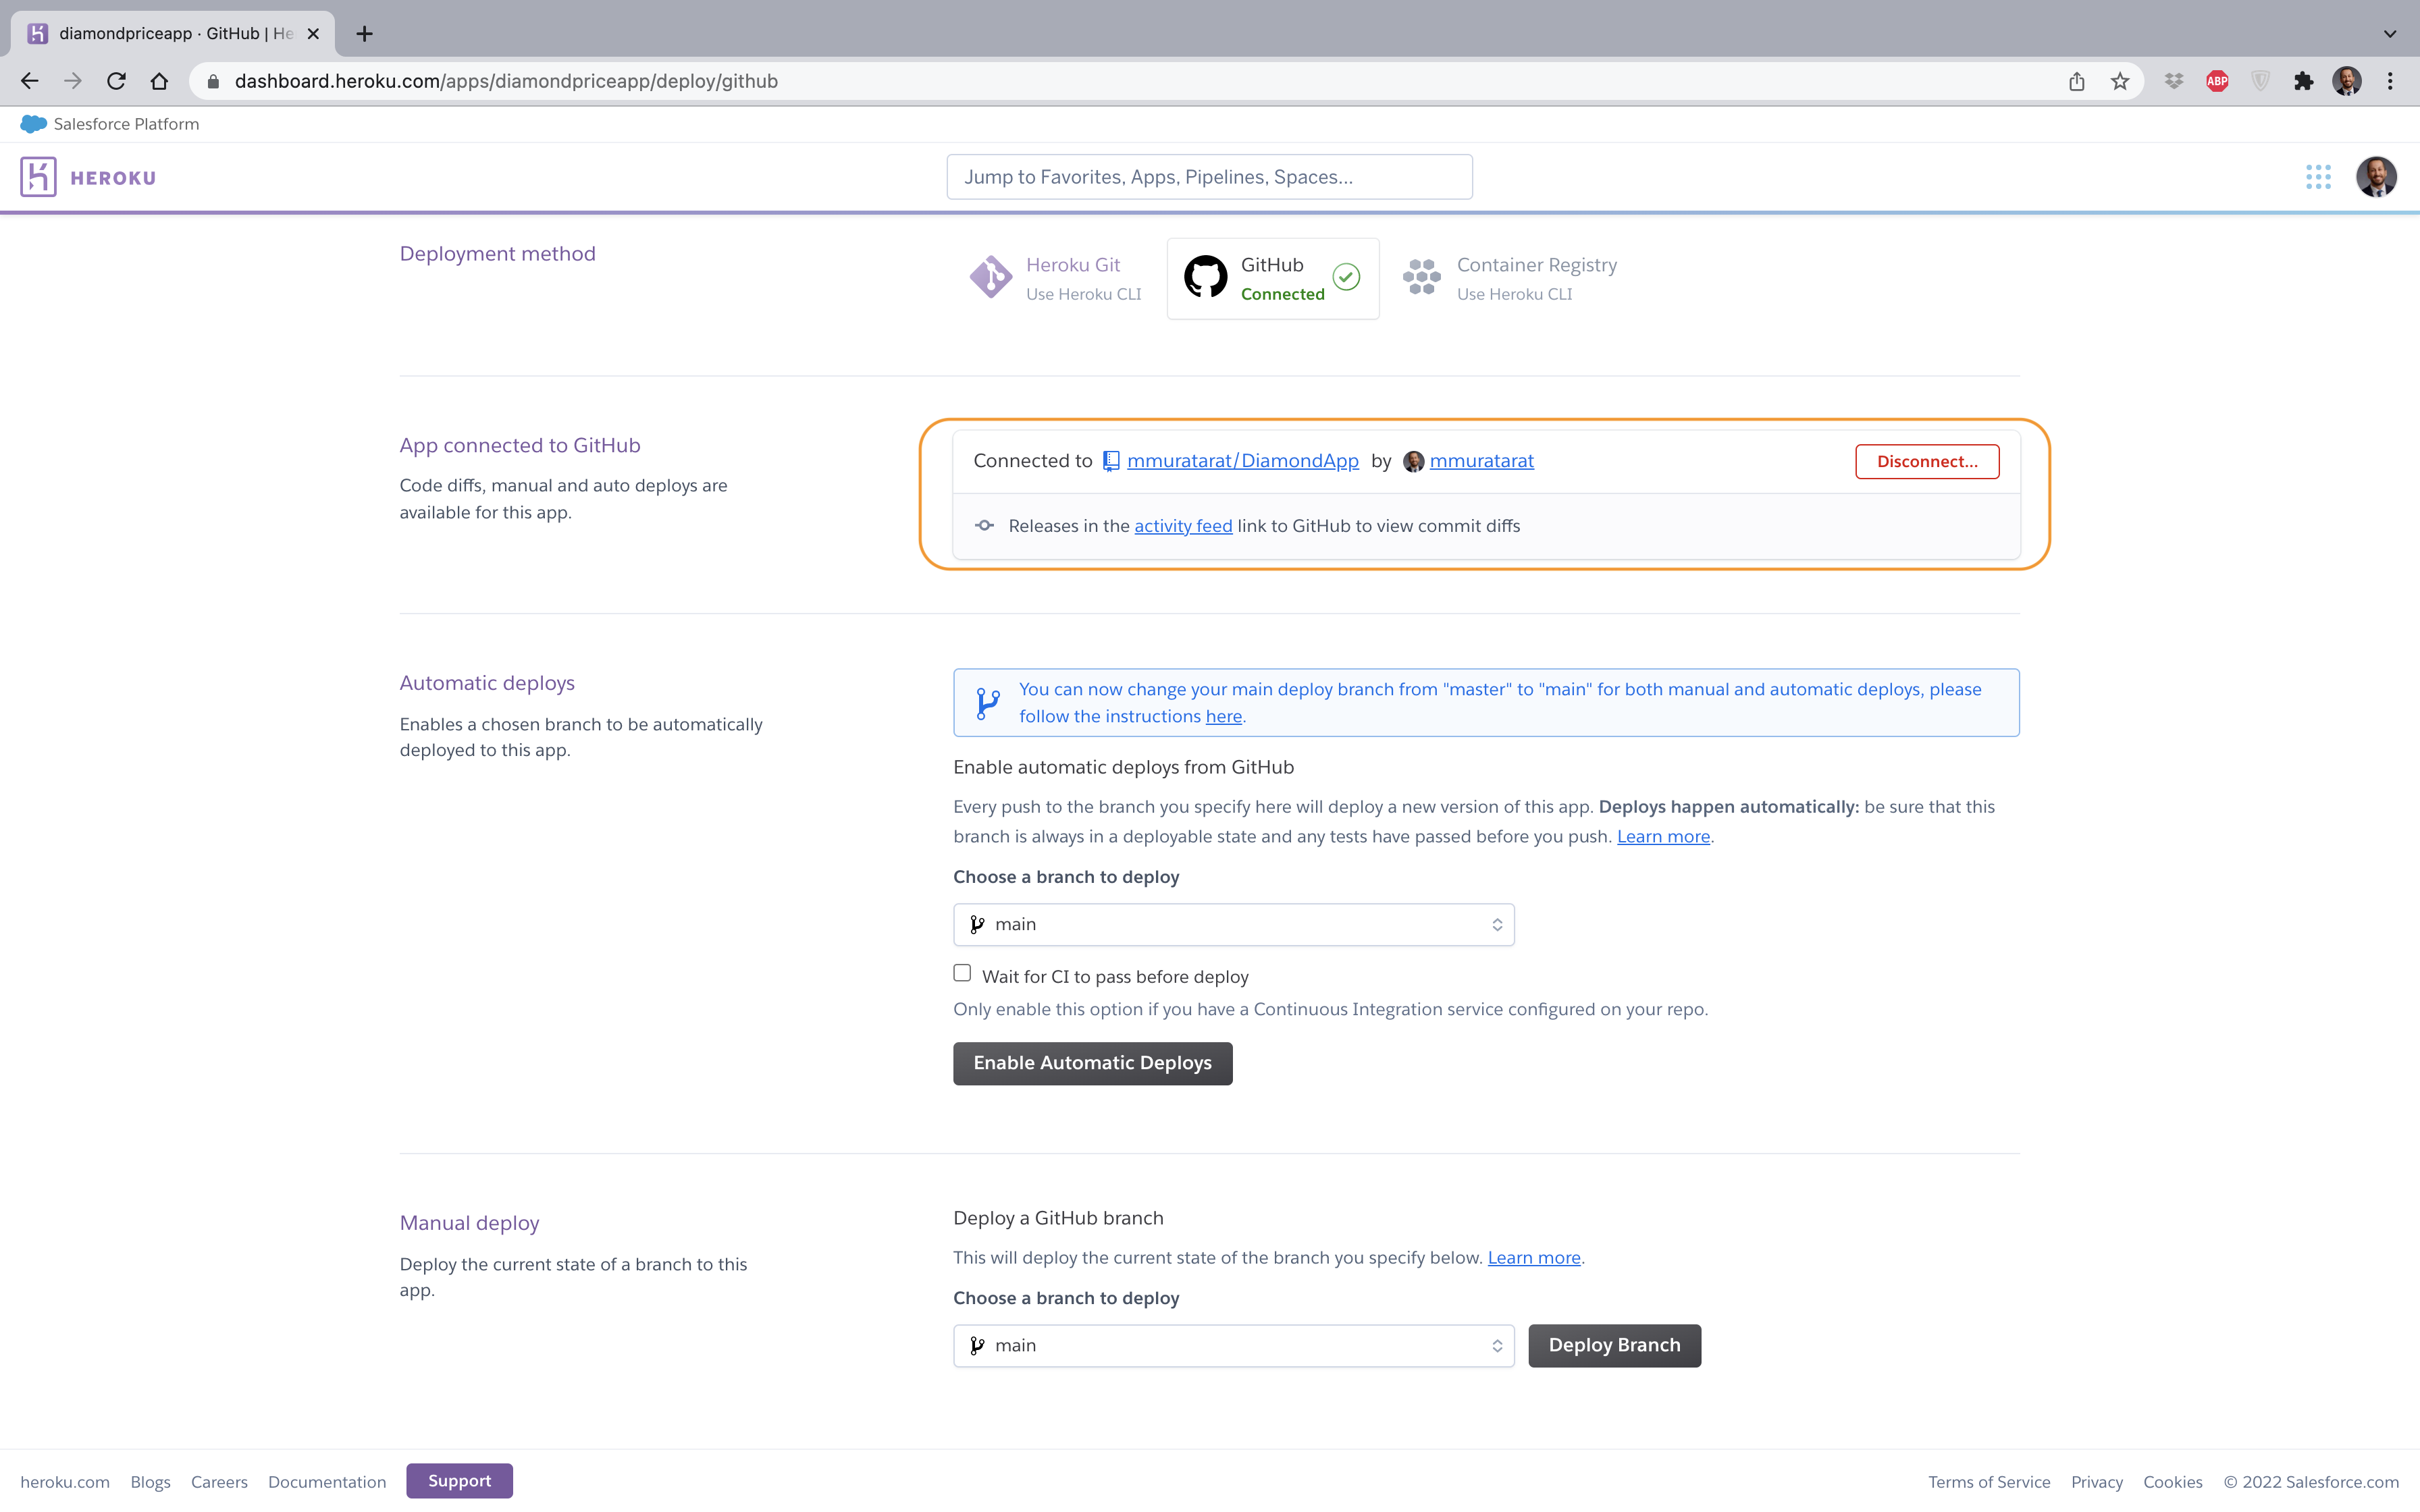 diamondpriceapp · GitHub | He
dashboard.heroku.com/apps/diamondpriceapp/deploy/github
ABP
Salesforce Platform
HEROKU
Jump to Favorites, Apps, Pipelines, Spaces...
Deployment method
Heroku Git
Use Heroku CLI
GitHub
Connected
Container Registry
Use Heroku CLI
App connected to GitHub
Code diffs, manual and auto deploys are
available for this app.
Connected to mmuratarat/DiamondApp by mmuratarat
Disconnect...
Releases in the activity feed link to GitHub to view commit diffs
Automatic deploys
Enables a chosen branch to be automatically
deployed to this app.
You can now change your main deploy branch from "master" to "main" for both manual and automatic deploys, please
follow the instructions here.
Enable automatic deploys from GitHub
Every push to the branch you specify here will deploy a new version of this app. Deploys happen automatically: be sure that this
branch is always in a deployable state and any tests have passed before you push. Learn more.
Choose a branch to deploy
main
Wait for CI to pass before deploy
Only enable this option if you have a Continuous Integration service configured on your repo.
Enable Automatic Deploys
Manual deploy
Deploy the current state of a branch to this
app.
Deploy a GitHub branch
This will deploy the current state of the branch you specify below. Learn more.
Choose a branch to deploy
main
Deploy Branch
heroku.com Blogs Careers Documentation Support
Terms of Service Privacy Cookies © 2022 Salesforce.com